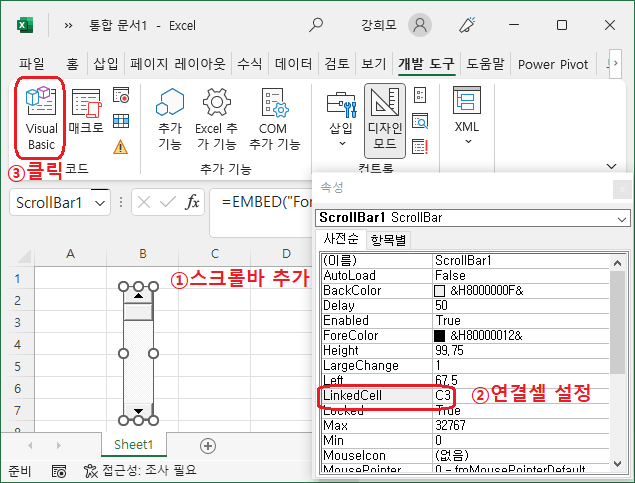 통합 문서1 - Excel
강희모
파일 홈 삽입 페이지 레이아웃 수식 데이터 검토 보기 개발 도구 도움말 Power Pivot
Visual Basic
매크로
추가 기능
Excel 추가 기능
COM 추가 기능
삽입
디자인 모드
XML
③클릭
코드
추가 기능
컨트롤
속성
ScrollBar1
fx
=EMBED("For
ScrollBar1 ScrollBar
사전순 항목별
A B C D
①스크롤바 추가
1
2
3
4
5
6
7
8
(이름) ScrollBar1
AutoLoad False
BackColor &H8000000F&
Delay 50
Enabled True
ForeColor &H80000012&
Height 99,75
LargeChange 1
Left 67,5
LinkedCell C3
②연결셀 설정
Locked True
Max 32767
Min 0
MouseIcon (없음)
MousePointer 0 - fmMousePointerDefault
Sheet1
준비
접근성: 조사 필요